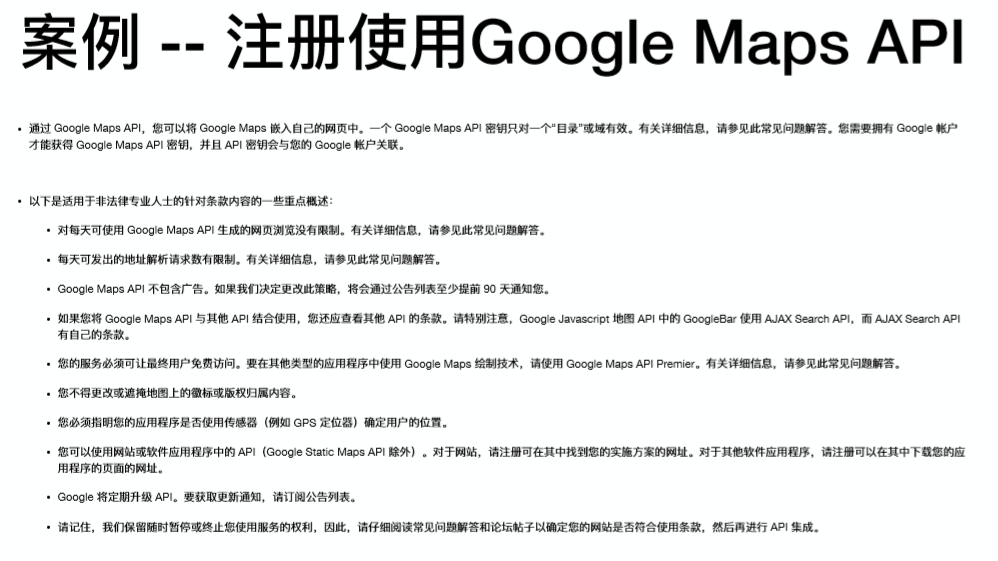 案例 -- 注册使用Google Maps API
• 通过 Google Maps API，您可以将 Google Maps 嵌入自己的网页中。一个 Google Maps API 密钥只对一个“目录”或域有效。有关详细信息，请参见此常见问题解答。您需要拥有 Google 帐户
才能获得 Google Maps API 密钥，并且 API 密钥会与您的 Google 帐户关联。
• 以下是适用于非法律专业人士的针对条款内容的一些重点概述：
• 对每天可使用 Google Maps API 生成的网页浏览没有限制。有关详细信息，请参见此常见问题解答。
• 每天可发出的地址解析请求数有限制。有关详细信息，请参见此常见问题解答。
• Google Maps API 不包含广告。如果我们决定更改此策略，将会通过公告列表至少提前 90 天通知您。
• 如果您将 Google Maps API 与其他 API 结合使用，您还应查看其他 API 的条款。请特别注意，Google Javascript 地图 API 中的 GoogleBar 使用 AJAX Search API，而 AJAX Search API
有自己的条款。
• 您的服务必须可让最终用户免费访问。要在其他类型的应用程序中使用 Google Maps 绘制技术，请使用 Google Maps API Premier。有关详细信息，请参见此常见问题解答。
• 您不得更改或遮掩地图上的徽标或版权归属内容。
• 您必须指明您的应用程序是否使用传感器（例如 GPS 定位器）确定用户的位置。
• 您可以使用网站或软件应用程序中的 API（Google Static Maps API 除外）。对于网站，请注册可在其中找到您的实施方案的网址。对于其他软件应用程序，请注册可以在其中下载您的应
用程序的页面的网址。
• Google 将定期升级 API。要获取更新通知，请订阅公告列表。
• 请记住，我们保留随时暂停或终止您使用服务的权利，因此，请仔细阅读常见问题解答和论坛帖子以确定您的网站是否符合使用条款，然后再进行 API 集成。